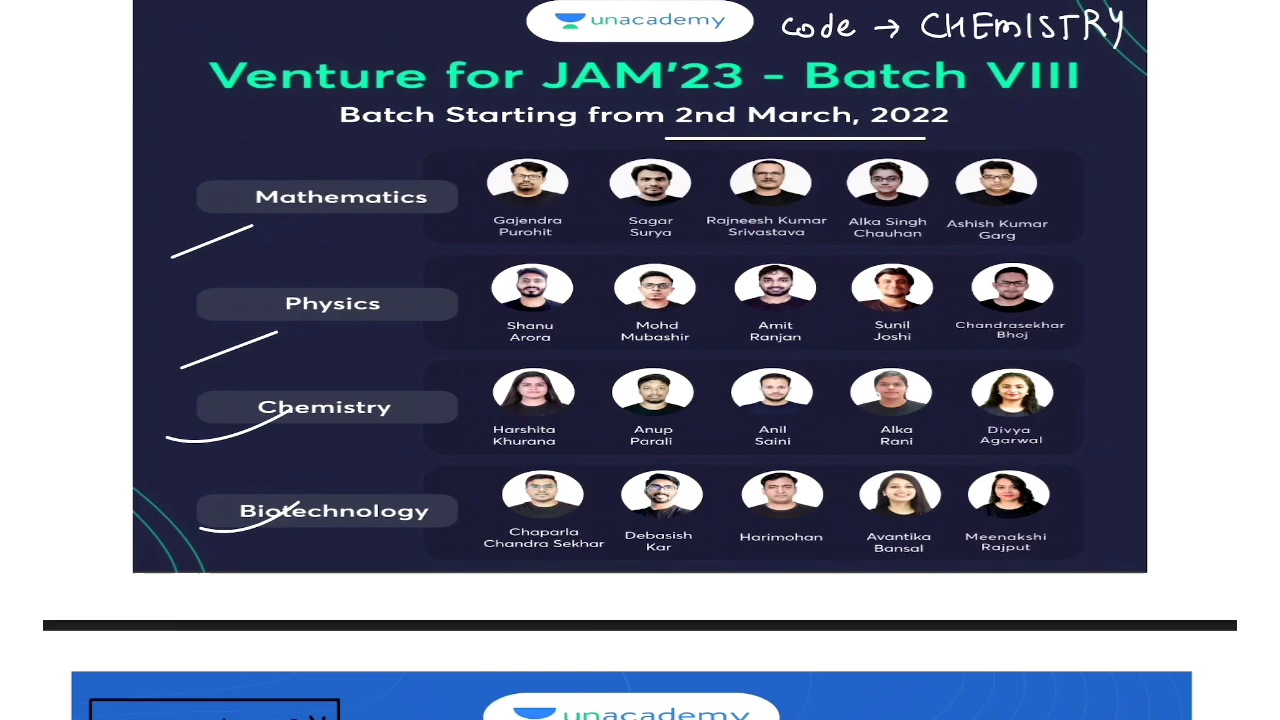 unacademy code → CHEMISTRY
Venture for JAM'23 - Batch VIII
Batch Starting from 2nd March, 2022
Mathematics
Gajendra Purohit
Sagar Surya
Rajneesh Kumar Srivastava
Alka Singh Chauhan
Ashish Kumar Garg
Physics
Shanu Arora
Mohd Mubashir
Amit Ranjan
Sunil Joshi
Chandrasekhar Bhoj
Chemistry
Harshita Khurana
Anup Parali
Anil Saini
Alka Rani
Divya Agarwal
Biotechnology
Chaparla Chandra Sekhar
Debasish Kar
Harimohan
Avantika Bansal
Meenakshi Rajput
unacademy